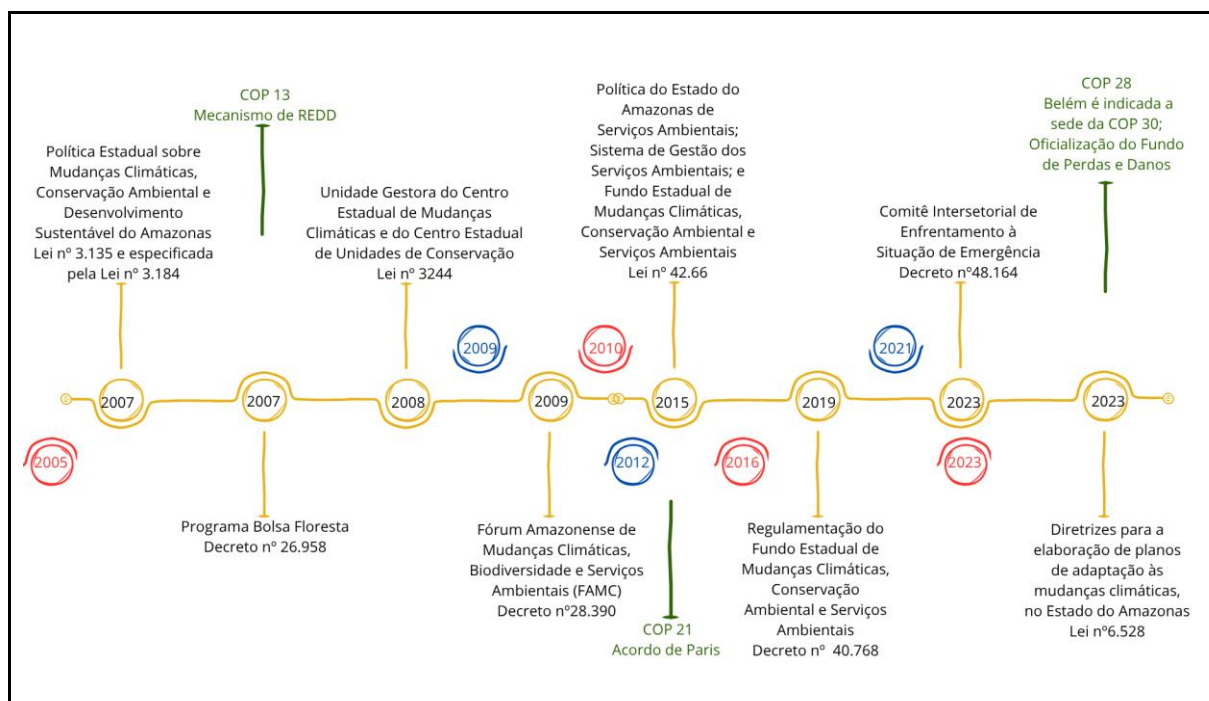 COP 13
Mecanismo de REDD
Política Estadual sobre
Mudanças Climáticas,
Conservação Ambiental e
Desenvolvimento
Sustentável do Amazonas
Lei nº 3.135 e especificada
pela Lei nº 3.184
Unidade Gestora do Centro
Estadual de Mudanças
Climáticas e do Centro Estadual
de Unidades de Conservação
Lei nº 3244
Política do Estado do
Amazonas de
Serviços Ambientais;
Sistema de Gestão dos
Serviços Ambientais; e
Fundo Estadual de
Mudanças Climáticas,
Conservação Ambiental e
Serviços Ambientais
Lei nº 42.66
Comitê Intersetorial de
Enfrentamento à
Situação de Emergência
Decreto nº48.164
COP 28
Belém é indicada a
sede da COP 30;
Oficialização do Fundo
de Perdas e Danos
2009
2010
2021
2007
2007
2008
2009
2015
2019
2023
2023
2005
2012
2016
2023
Programa Bolsa Floresta
Decreto nº 26.958
Fórum Amazonense de
Mudanças Climáticas,
Biodiversidade e Serviços
Ambientais (FAMC)
Decreto nº28.390
COP 21
Acordo de Paris
Regulamentação do
Fundo Estadual de
Mudanças Climáticas,
Conservação
Ambiental e Serviços
Ambientais
Decreto nº 40.768
Diretrizes para a
elaboração de planos
de adaptação às
mudanças climáticas,
no Estado do Amazonas
Lei nº6.528